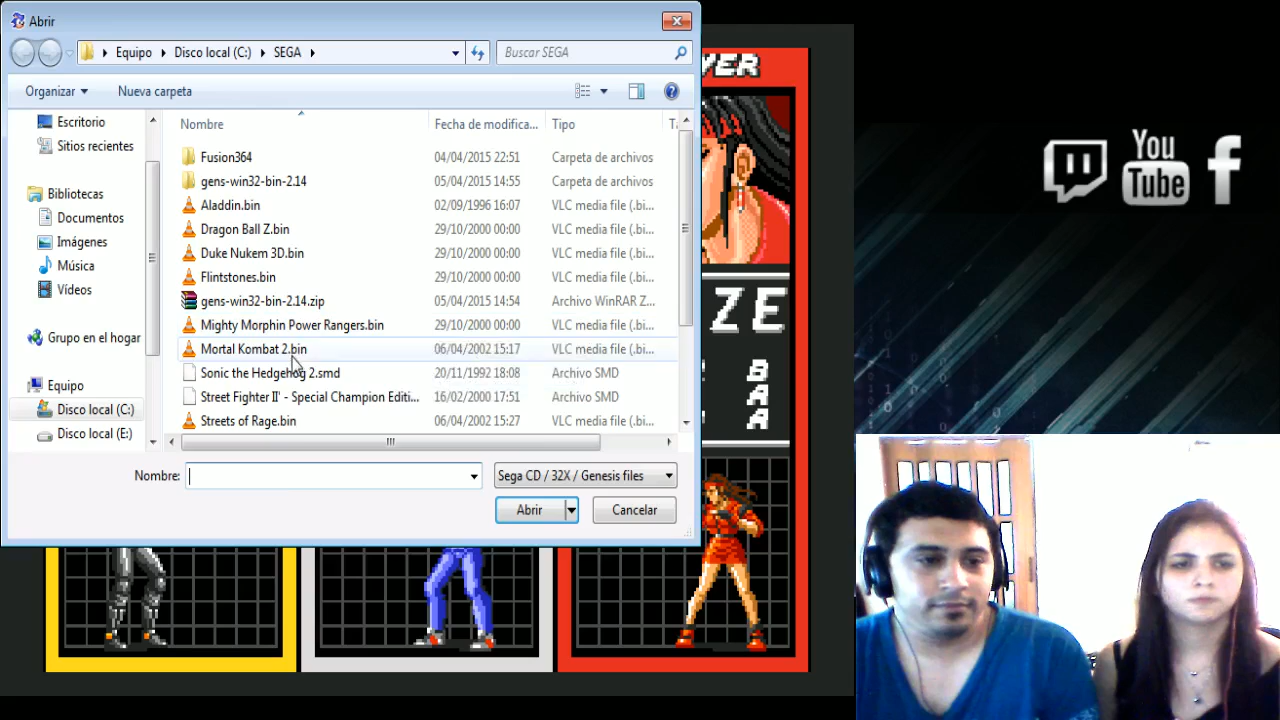 Abrir
Equipo Disco local (C:) SEGA
Buscar SEGA
Organizar Nueva carpeta
Escritorio
Sitios recientes
Bibliotecas
Documentos
Imágenes
Música
Vídeos
Grupo en el hogar
Equipo
Disco local (C:)
Disco local (E:)
Nombre Fecha de modifica... Tipo
Fusion364 04/04/2015 22:51 Carpeta de archivos
gens-win32-bin-2.14 05/04/2015 14:55 Carpeta de archivos
Aladdin.bin 02/09/1996 16:07 VLC media file (.bi...
Dragon Ball Z.bin 29/10/2000 00:00 VLC media file (.bi...
Duke Nukem 3D.bin 29/10/2000 00:00 VLC media file (.bi...
Flintstones.bin 29/10/2000 00:00 VLC media file (.bi...
gens-win32-bin-2.14.zip 05/04/2015 14:54 Archivo WinRAR Z...
Mighty Morphin Power Rangers.bin 29/10/2000 00:00 VLC media file (.bi...
Mortal Kombat 2.bin 06/04/2002 15:17 VLC media file (.bi...
Sonic the Hedgehog 2.smd 20/11/1992 18:08 Archivo SMD
Street Fighter II' - Special Champion Editi... 16/02/2000 17:51 Archivo SMD
Streets of Rage.bin 06/04/2002 15:27 VLC media file (.bi...
Nombre:
Sega CD / 32X / Genesis files
Abrir Cancelar
VER
ZE
B
A
A
You
Tube
f